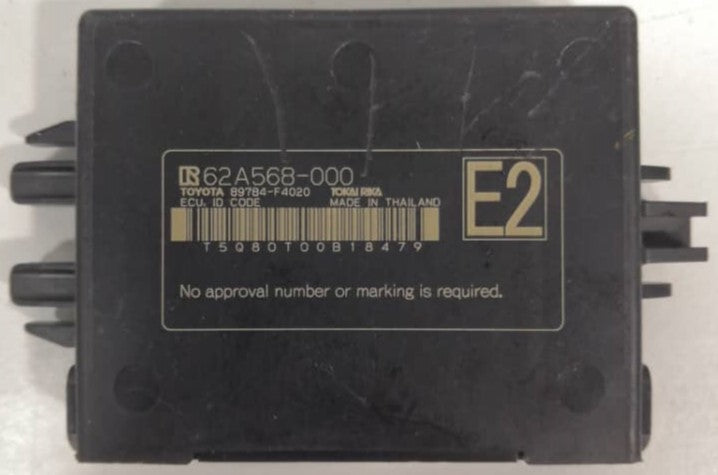 62A568-000
TOYOTA 89784-F4020 TOKAI RIKA
ECU, ID CODE MADE IN THAILAND
E2
T5Q80T00B18479
No approval number or marking is required.